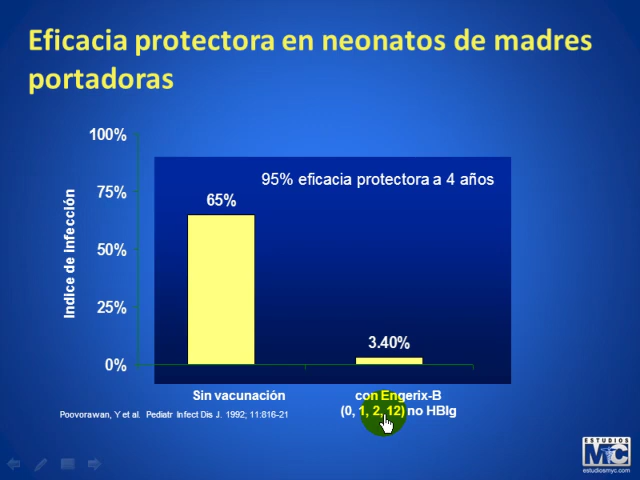 Eficacia protectora en neonatos de madres
portadoras
100%
75%
50%
25%
0%
Indice de Infección
95% eficacia protectora a 4 años
65%
3.40%
Sin vacunación
con Engerix-B
(0, 1, 2, 12) no HBIg
Poovorawan, Y et al. Pediatr Infect Dis J. 1992; 11:816-21
ESTUDIOS
MC
estudiosmyc.com